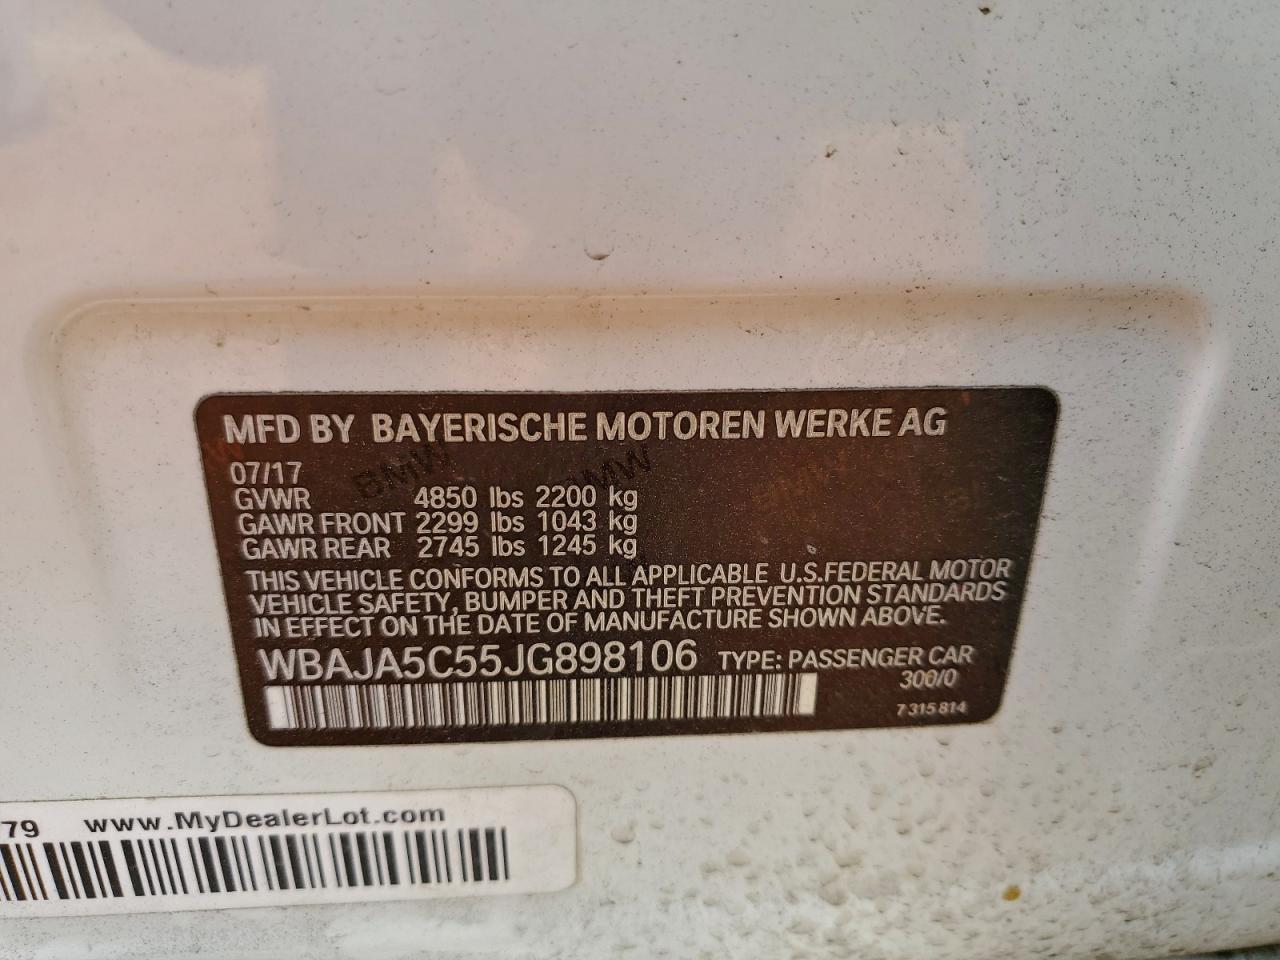 MFD BY BAYERISCHE MOTOREN WERKE AG
07/17
GVWR 4850 lbs 2200 kg
GAWR FRONT 2299 lbs 1043 kg
GAWR REAR 2745 lbs 1245 kg
THIS VEHICLE CONFORMS TO ALL APPLICABLE U.S.FEDERAL MOTOR
VEHICLE SAFETY, BUMPER AND THEFT PREVENTION STANDARDS
IN EFFECT ON THE DATE OF MANUFACTURE SHOWN ABOVE.
WBAJA5C55JG898106 TYPE: PASSENGER CAR
300/0
7 315 814
79 www.MyDealerLot.com